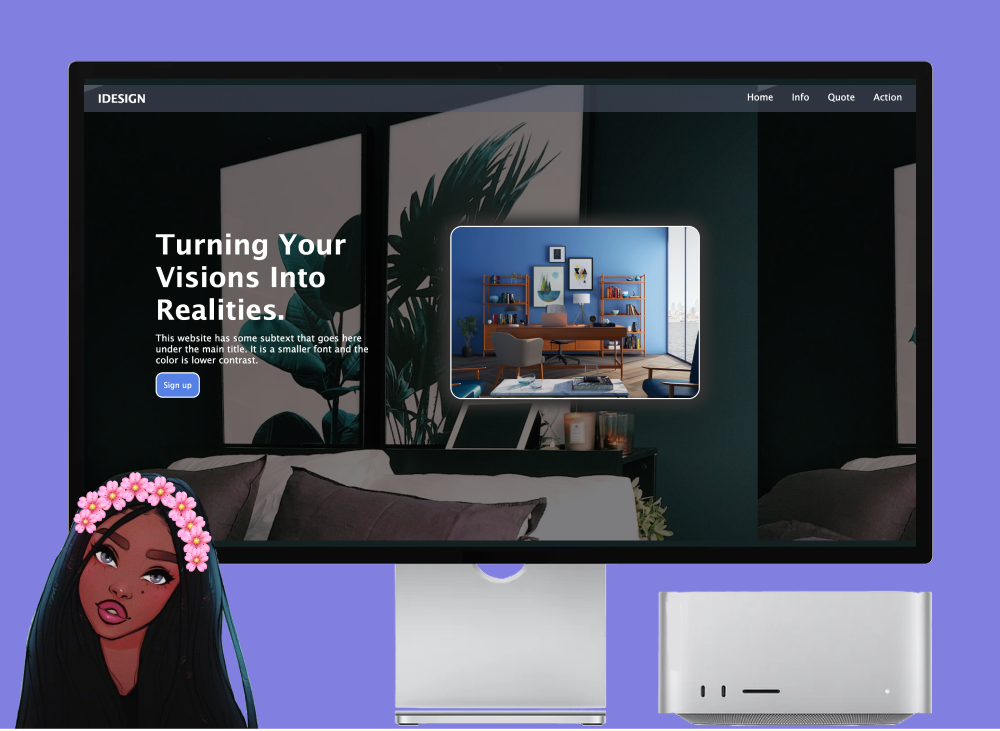 IDESIGN
Home Info Quote Action
Turning Your
Visions Into
Realities.
This website has some subtext that goes here
under the main title. It is a smaller font and the
color is lower contrast.
Sign up